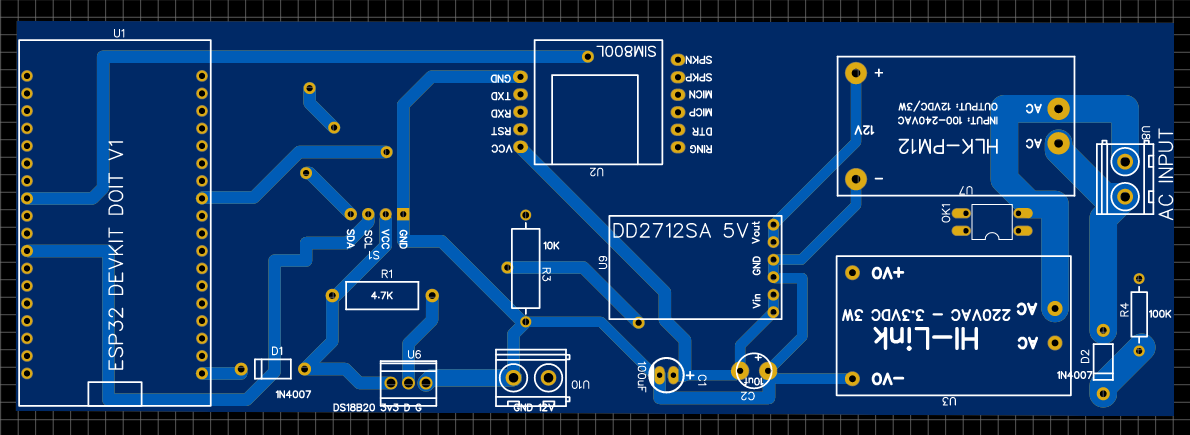 U1
ESP32 DEVKIT DOIT V1
D1
1N4007
SDA
SCL
VCC
GND
S1
R1
4.7K
U6
DS18B20 3v3 D G
SIM800L
GND
TXD
RXD
RST
VCC
SPKN
SPKP
MICN
MICP
DTR
RING
U2
10K
R3
U10
GND 12V
U9
DD2712SA 5V
Vout
GND
Vin
100uF
+
C1
+
10uF
C2
+
12V
-
OUTPUT: 12VDC/3W
INPUT: 100-240VAC
HLK-PM12
AC
AC
U7
OK1
U8
AC INPUT
+VO
220VAC - 3.3VDC 3W
Hi-Link
AC
AC
-VO
U3
R4
100K
D2
1N4007